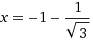 x = −1 − 1/√3